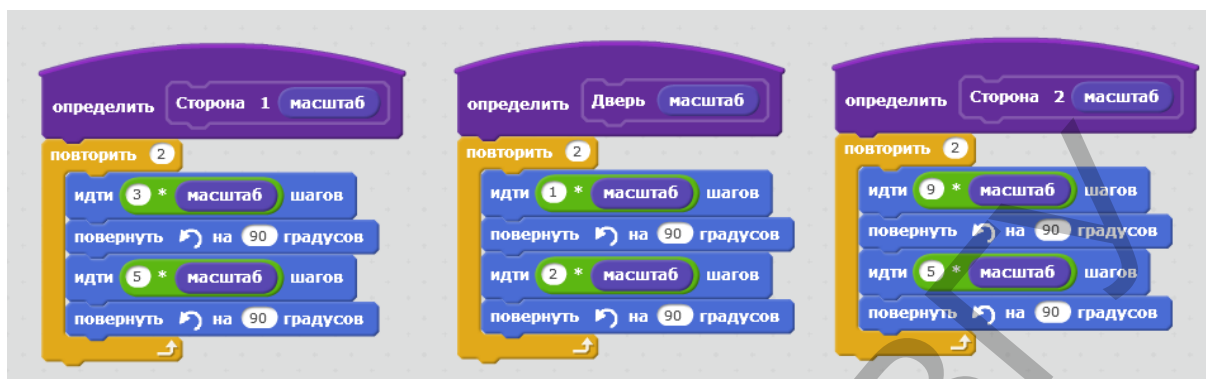 определить Сторона 1 масштаб
повторить 2
идти 3 * масштаб шагов
повернуть на 90 градусов
идти 5 * масштаб шагов
повернуть на 90 градусов
определить Дверь масштаб
повторить 2
идти 1 * масштаб шагов
повернуть на 90 градусов
идти 2 * масштаб шагов
повернуть на 90 градусов
определить Сторона 2 масштаб
повторить 2
идти 9 * масштаб шагов
повернуть на 90 градусов
идти 5 * масштаб шагов
повернуть на 90 градусов